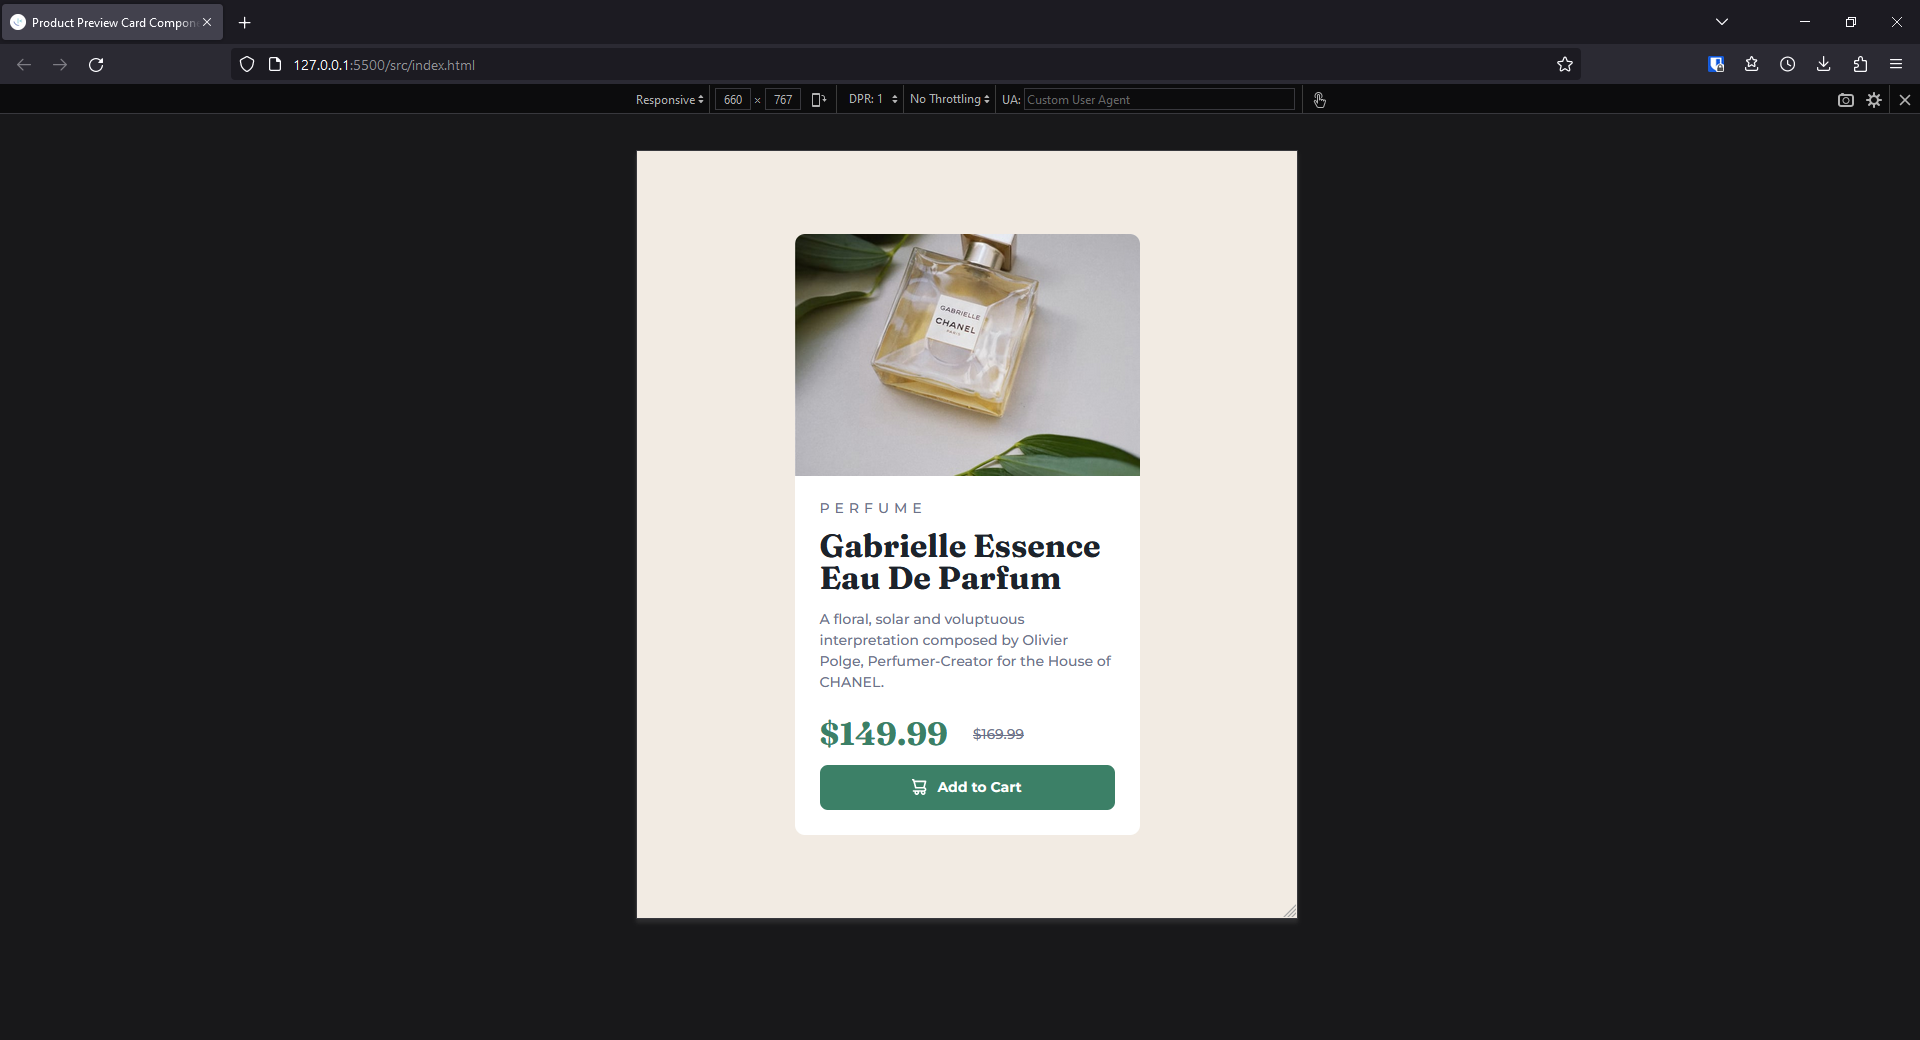 Product Preview Card Compon
127.0.0.1:5500/src/index.html
Responsive 660 × 767 DPR: 1 No Throttling UA: Custom User Agent
GABRIELLE
CHANEL
PARIS
PERFUME
Gabrielle Essence
Eau De Parfum
A floral, solar and voluptuous
interpretation composed by Olivier
Polge, Perfumer-Creator for the House of
CHANEL.
$149.99 $169.99
Add to Cart